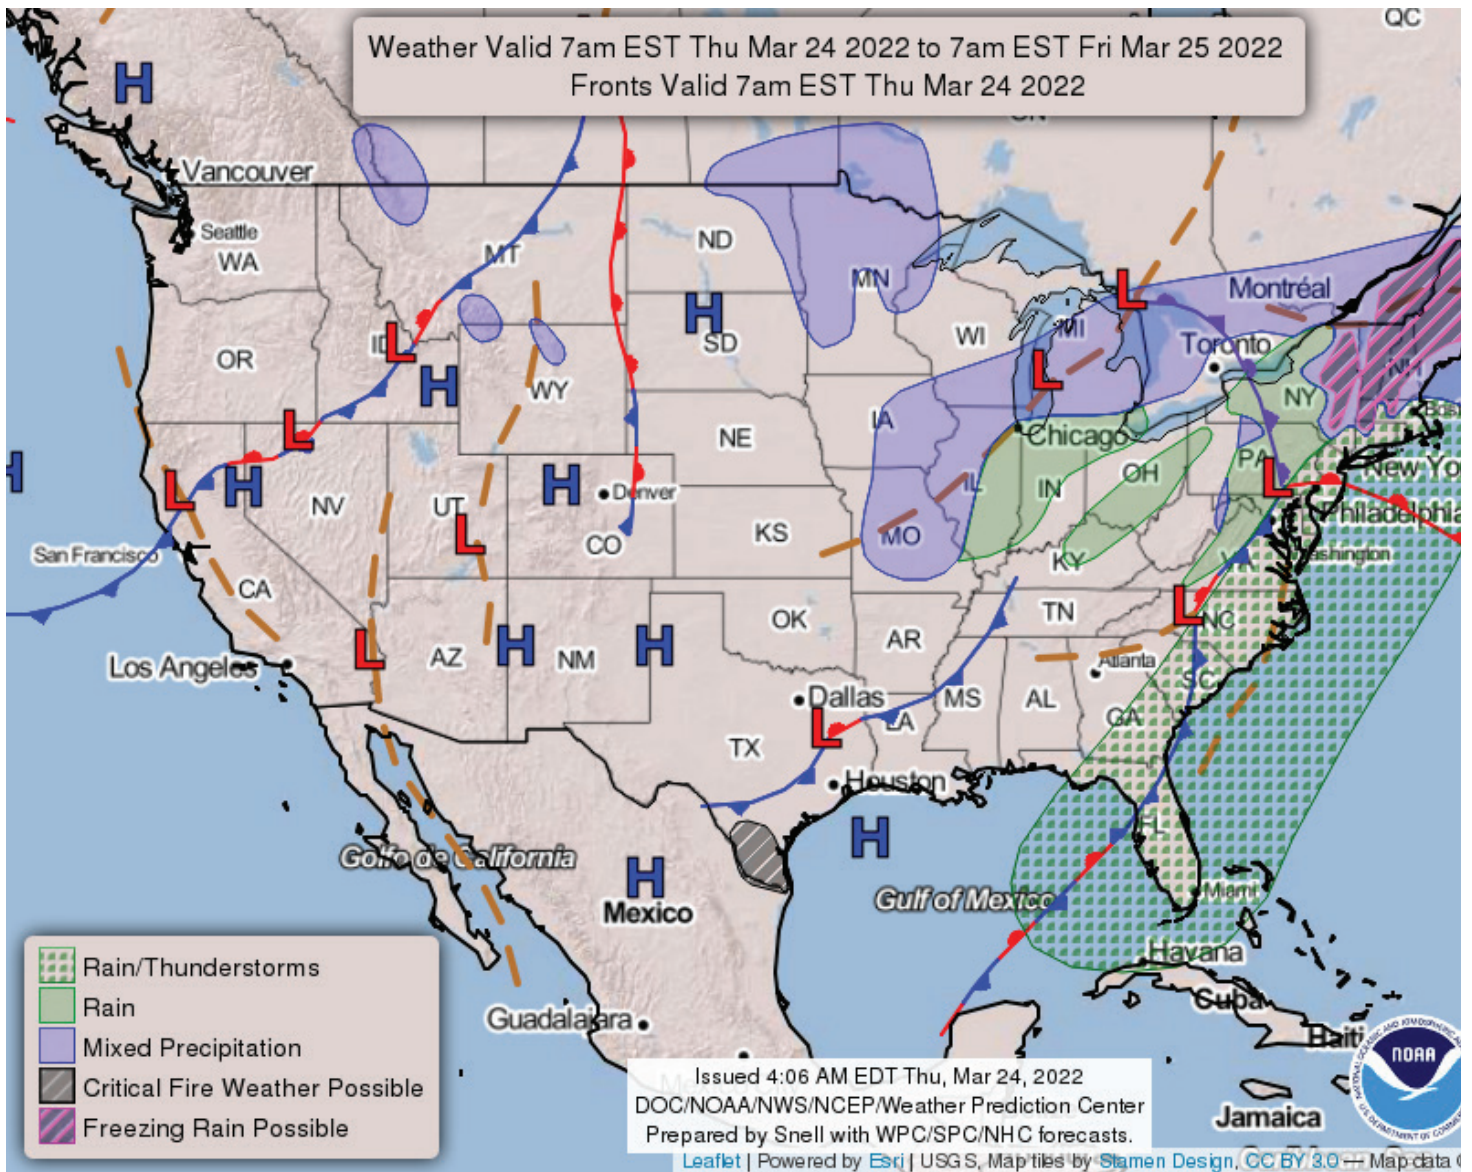 QC
Weather Valid 7am EST Thu Mar 24 2022 to 7am EST Fri Mar 25 2022
Fronts Valid 7am EST Thu Mar 24 2022
H
Vancouver
Seattle
WA
MT
ND
MN
L
Montréal
OR
ID
L
H
SD
WI
MI
Toronto
H
WY
L
NH
NY
IA
L
NE
Chicago
H
L
H
H
Denver
NV
UT
L
IL
IN
OH
PA
L
New Yo
Philadelphia
San Francisco
CO
KS
MO
KY
VA
Washington
CA
L
OK
TN
L
NC
Los Angeles
L
AZ
H
NM
H
AR
Atlanta
SC
Dallas
MS
AL
GA
TX
L
LA
Houston
FL
H
Golfo de California
H
Mexico
Gulf of Mexico
Miami
Havana
Rain/Thunderstorms
Rain
Mixed Precipitation
Critical Fire Weather Possible
Freezing Rain Possible
Guadalajara
Cuba
Haiti
NOAA
Jamaica
Issued 4:06 AM EDT Thu, Mar 24, 2022
DOC/NOAA/NWS/NCEP/Weather Prediction Center
Prepared by Snell with WPC/SPC/NHC forecasts.
Leaflet | Powered by Esri | USGS, Map tiles by Stamen Design, CC BY 3.0 — Map data